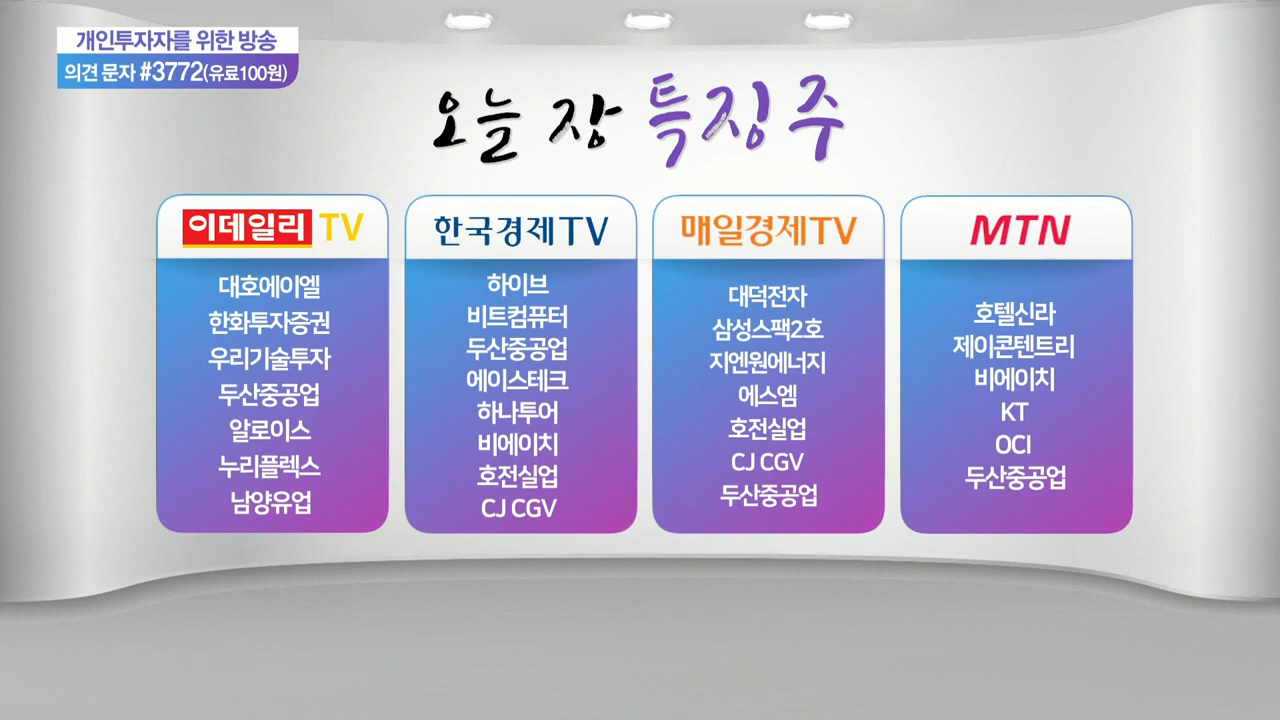 개인투자자를 위한 방송
의견 문자 #3772(유료100원)
오늘 장 특징주
이데일리 TV
대호에이엘
한화투자증권
우리기술투자
두산중공업
알로이스
누리플렉스
남양유업
한국경제TV
하이브
비트컴퓨터
두산중공업
에이스테크
하나투어
비에이치
호전실업
CJ CGV
매일경제TV
대덕전자
삼성스팩2호
지엔원에너지
에스엠
호전실업
CJ CGV
두산중공업
MTN
호텔신라
제이콘텐트리
비에이치
KT
OCI
두산중공업